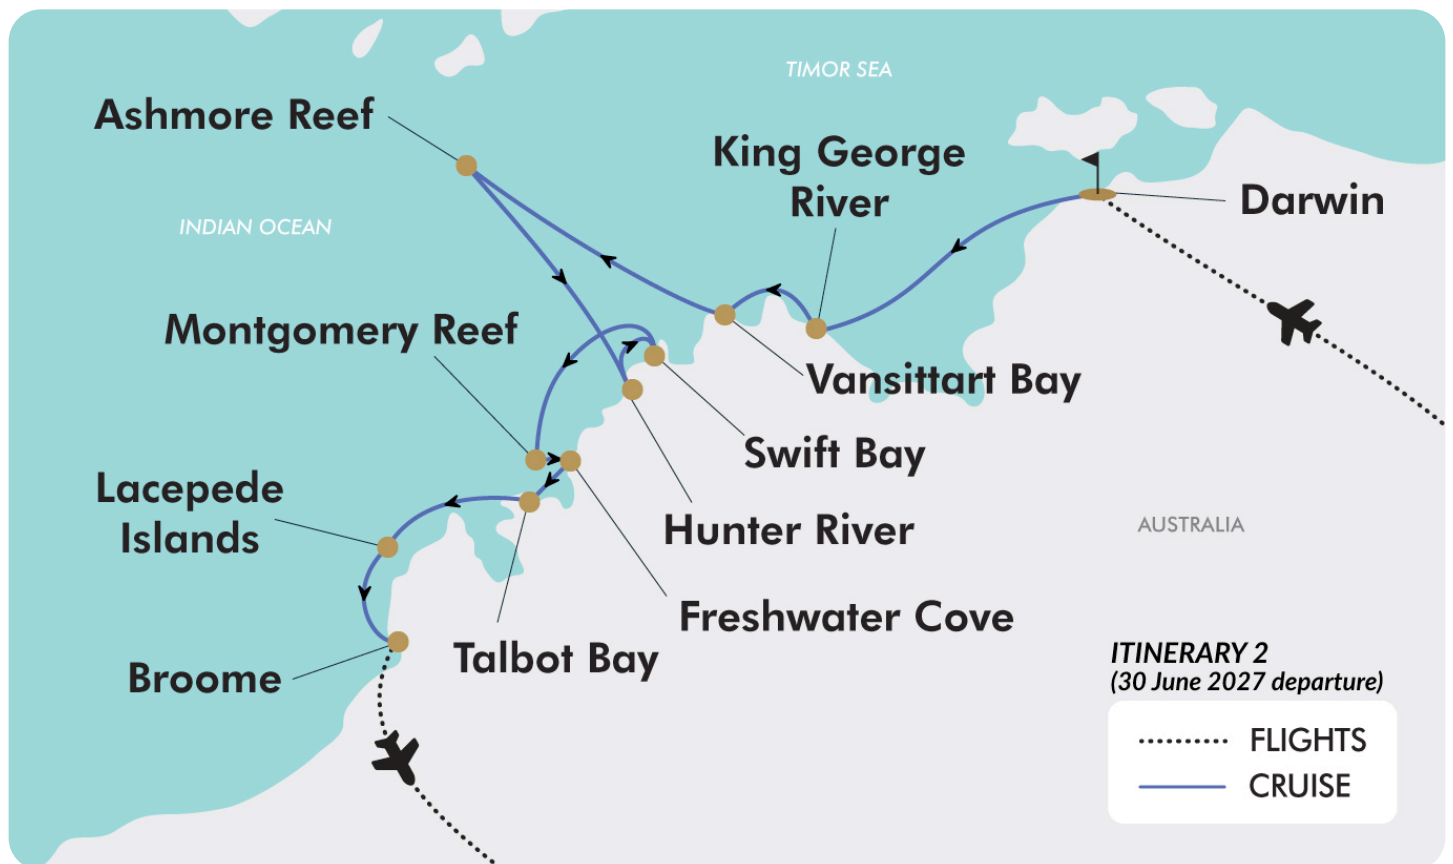 TIMOR SEA
Ashmore Reef
King George
River
Darwin
INDIAN OCEAN
Montgomery Reef
Vansittart Bay
Swift Bay
Lacepede
Islands
Hunter River
AUSTRALIA
Freshwater Cove
Talbot Bay
Broome
ITINERARY 2
(30 June 2027 departure)
FLIGHTS
CRUISE